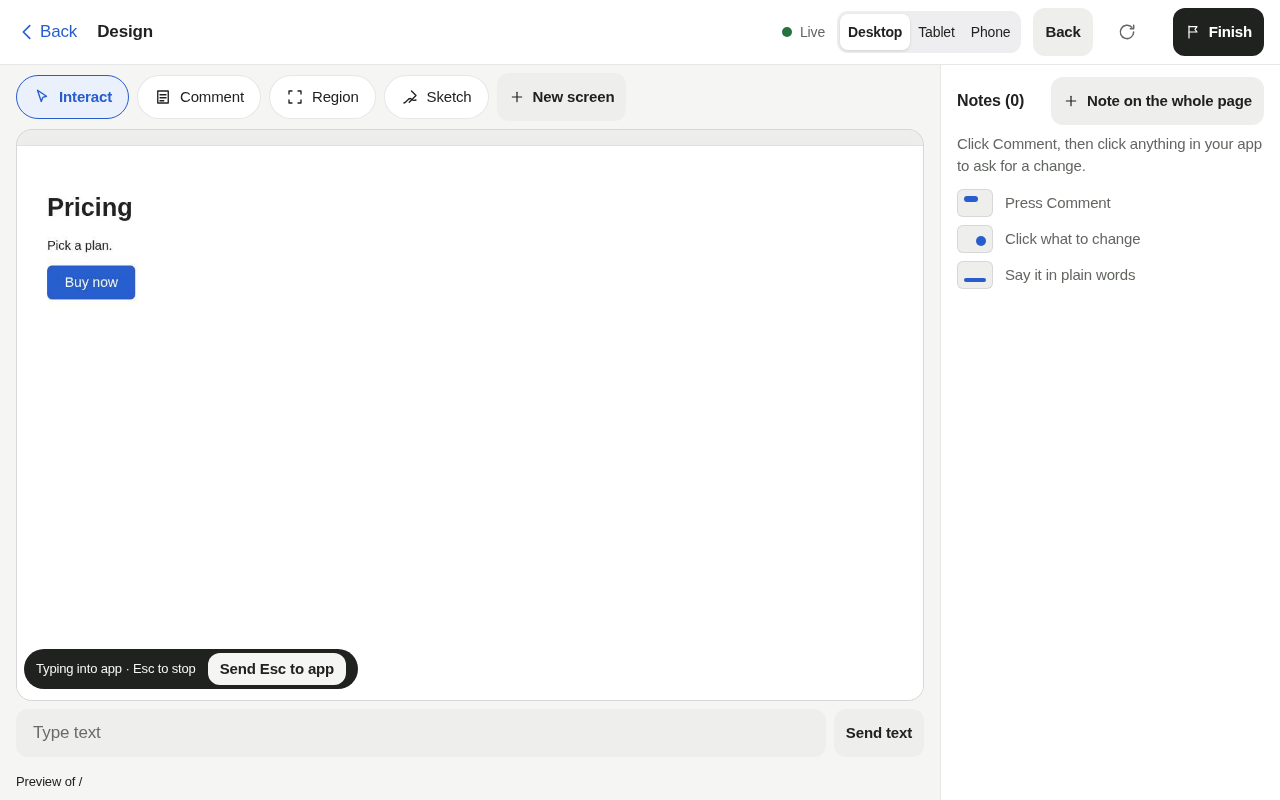 Back
Design
Live
Desktop
Tablet
Phone
Back
Finish
Interact
Comment
Region
Sketch
New screen
Notes (0)
Note on the whole page
Click Comment, then click anything in your app
to ask for a change.
Press Comment
Click what to change
Say it in plain words
Pricing
Pick a plan.
Buy now
Typing into app · Esc to stop
Send Esc to app
Type text
Send text
Preview of /